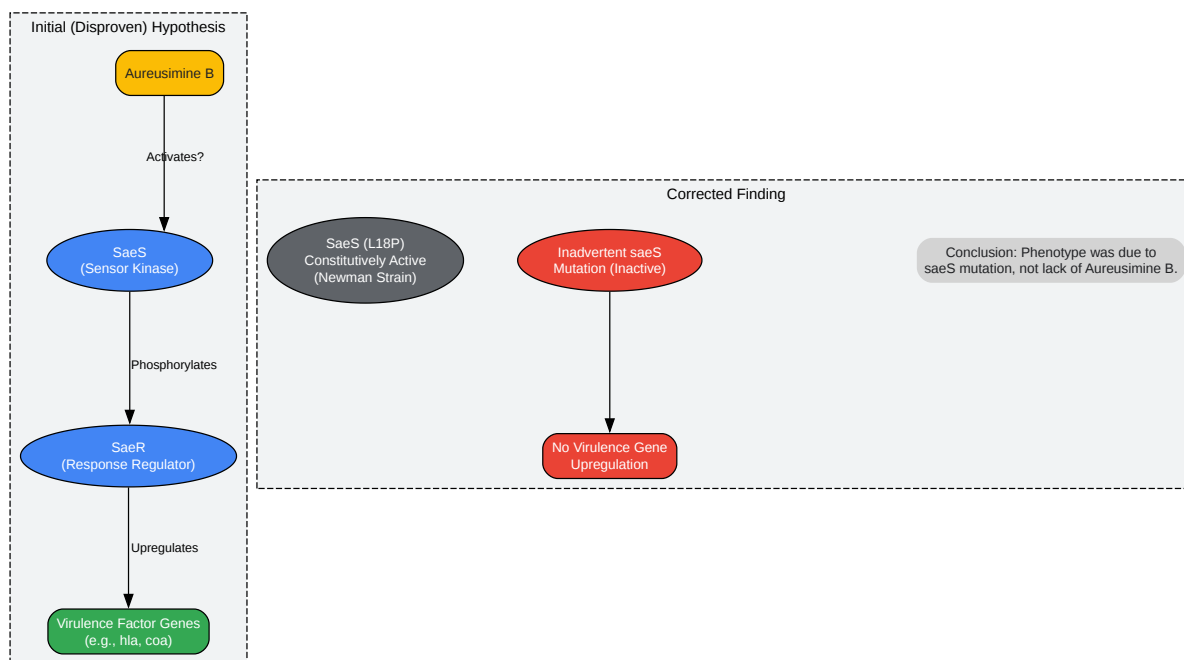 Initial (Disproven) Hypothesis
Aureusimine B
Activates?
SaeS
(Sensor Kinase)
Phosphorylates
SaeR
(Response Regulator)
Upregulates
Virulence Factor Genes
(e.g., hla, coa)
Corrected Finding
SaeS (L18P)
Constitutively Active
(Newman Strain)
Inadvertent saeS
Mutation (Inactive)
No Virulence Gene
Upregulation
Conclusion: Phenotype was due to
saeS mutation, not lack of Aureusimine B.